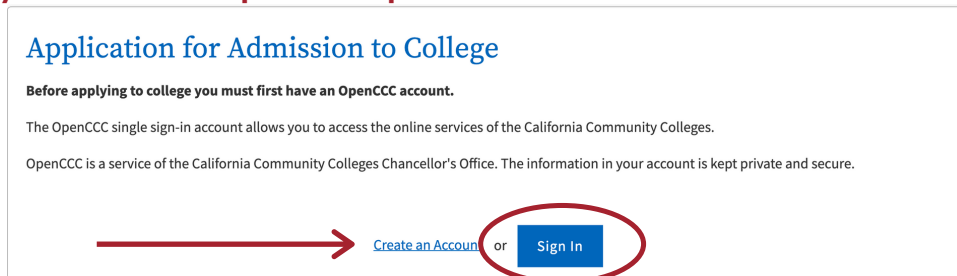 Application for Admission to College
Before applying to college you must first have an OpenCCC account.
The OpenCCC single sign-in account allows you to access the online services of the California Community Colleges.
OpenCCC is a service of the California Community Colleges Chancellor's Office. The information in your account is kept private and secure.
Create an Account or Sign In